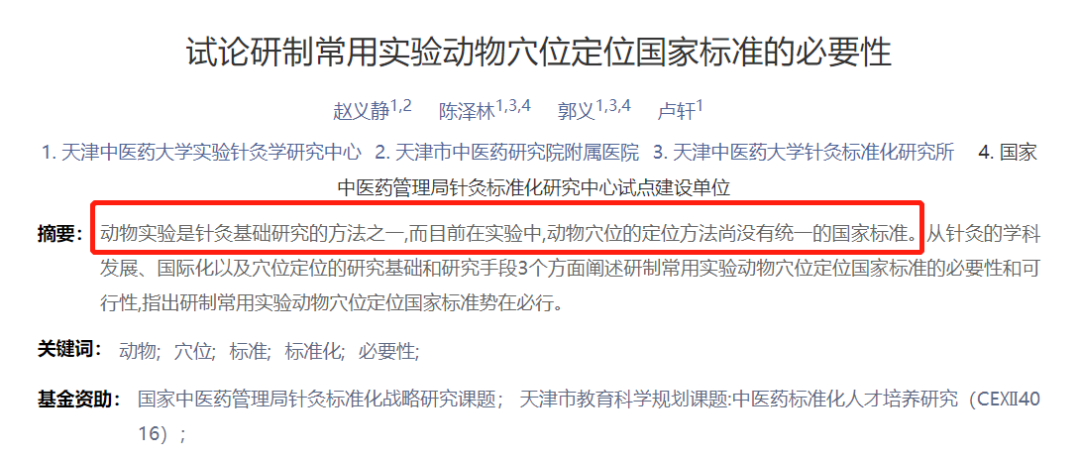 试论研制常用实验动物穴位定位国家标准的必要性
赵义静1,2 陈泽林1,3,4 郭义1,3,4 卢轩1
1. 天津中医药大学实验针灸学研究中心 2. 天津市中医药研究院附属医院 3. 天津中医药大学针灸标准化研究所 4. 国家
中医药管理局针灸标准化研究中心试点建设单位
摘要: 动物实验是针灸基础研究的方法之一,而目前在实验中,动物穴位的定位方法尚没有统一的国家标准。从针灸的学科
发展、国际化以及穴位定位的研究基础和研究手段3个方面阐述研制常用实验动物穴位定位国家标准的必要性和可
行性,指出研制常用实验动物穴位定位国家标准势在必行。
关键词: 动物; 穴位; 标准; 标准化; 必要性;
基金资助: 国家中医药管理局针灸标准化战略研究课题; 天津市教育科学规划课题:中医药标准化人才培养研究（CEXⅡ40
16）;